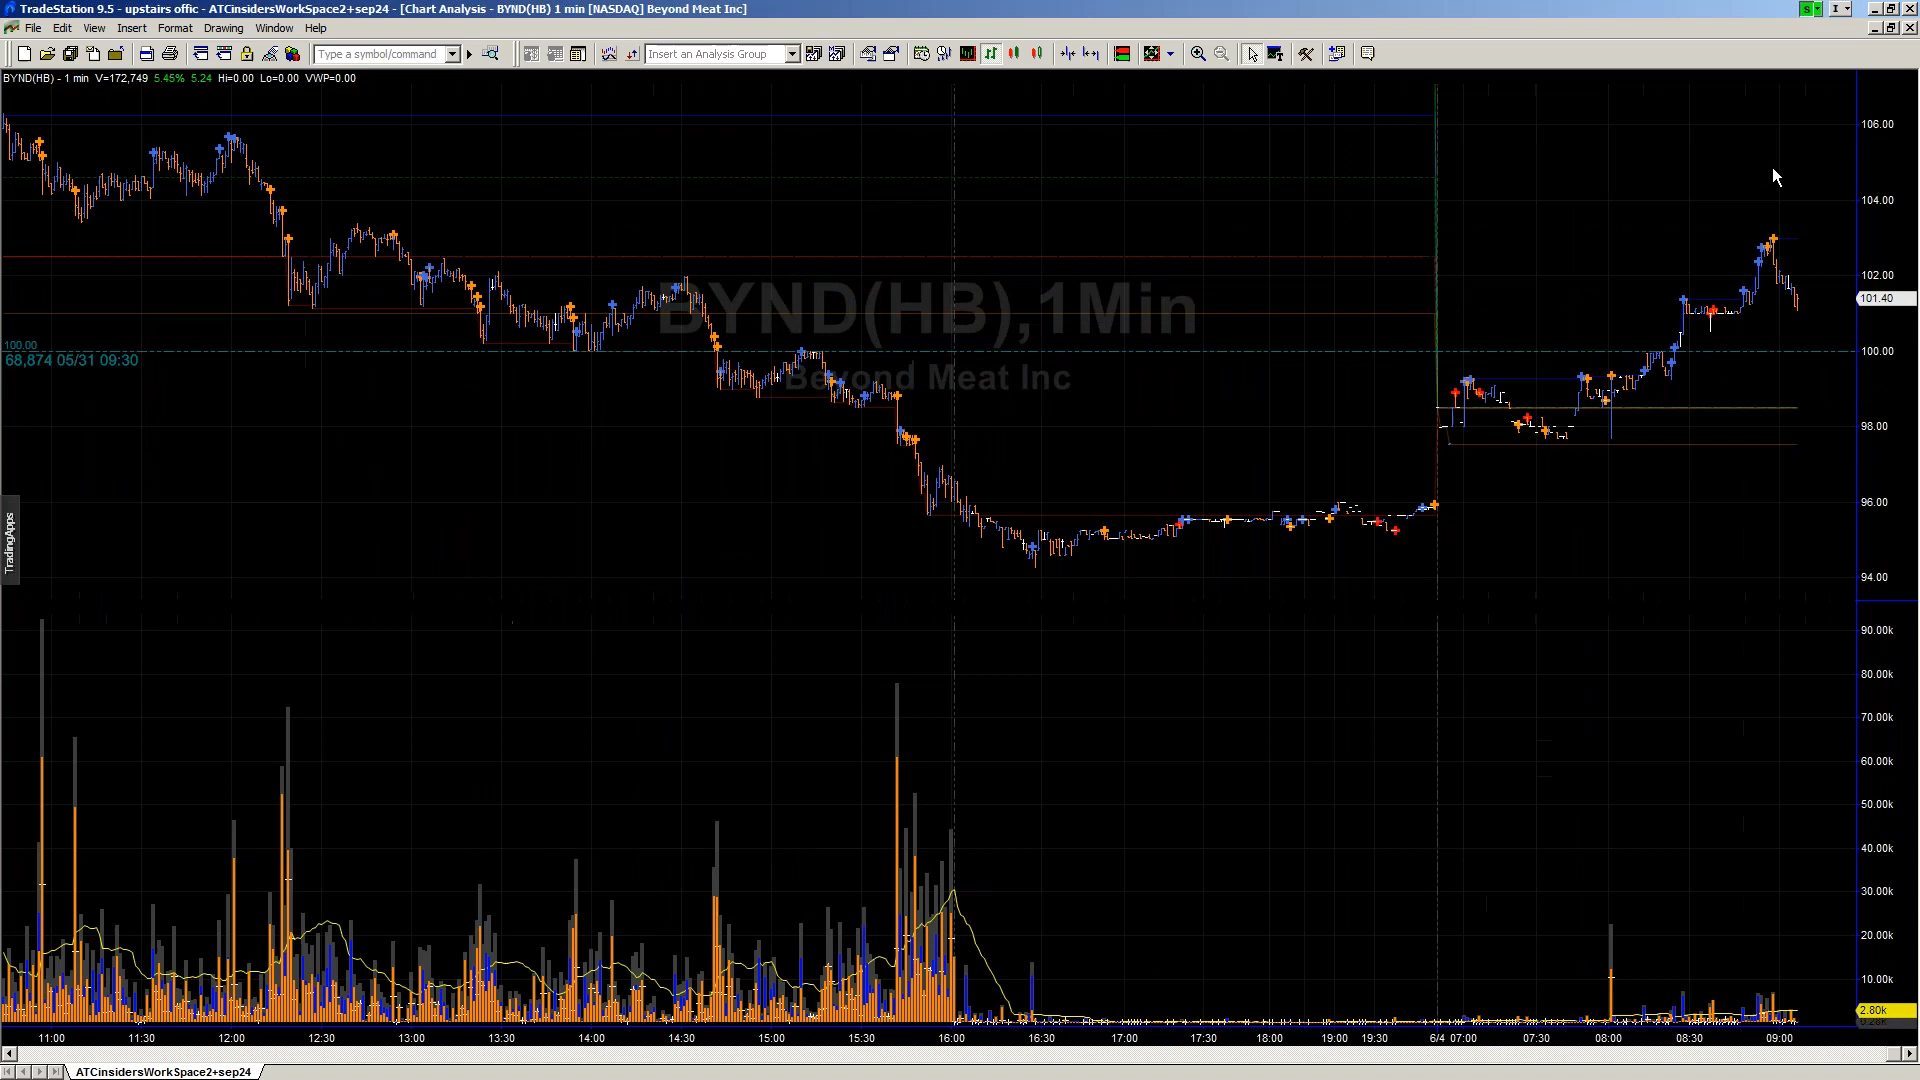 TradeStation 9.5 - upstairs offic - ATCinsidersWorkSpace2+sep24 - [Chart Analysis - BYND(HB) 1 min [NASDAQ] Beyond Meat Inc]
S
I
File Edit View Insert Format Drawing Window Help
Type a symbol/command
Insert an Analysis Group
BYND(HB) - 1 min V=172,749 5.45% 5.24 Hi=0.00 Lo=0.00 VWP=0.00
106.00
104.00
102.00
101.40
BYND(HB),1Min
100.00
68,874 05/31 09:30
100.00
Beyond Meat Inc
98.00
96.00
TradingApps
94.00
90.00k
80.00k
70.00k
60.00k
50.00k
40.00k
30.00k
20.00k
10.00k
2.80k
11:00 11:30 12:00 12:30 13:00 13:30 14:00 14:30 15:00 15:30 16:00 16:30 17:00 17:30 18:00 19:00 19:30 6/4 07:00 07:30 08:00 08:30 09:00
ATCinsidersWorkSpace2+sep24